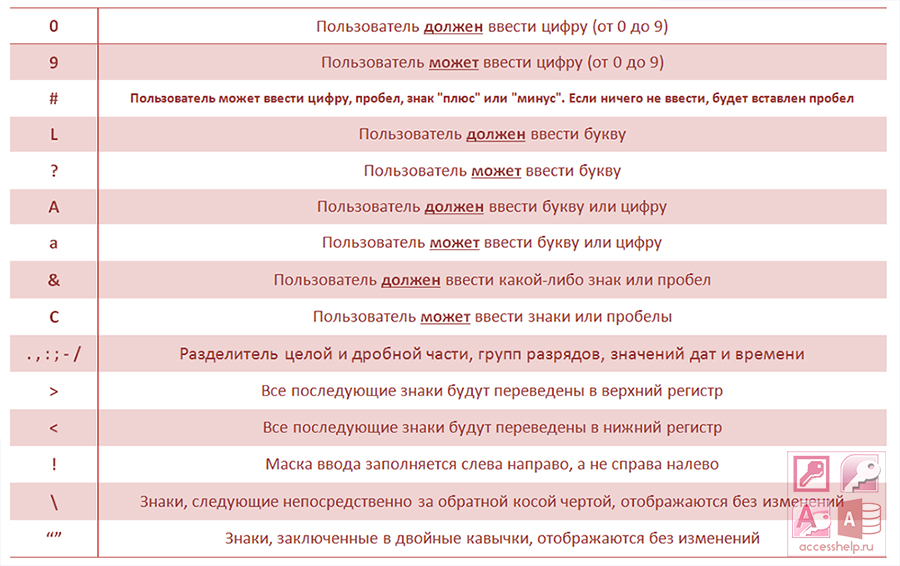 0 Пользователь должен ввести цифру (от 0 до 9)
9 Пользователь может ввести цифру (от 0 до 9)
# Пользователь может ввести цифру, пробел, знак "плюс" или "минус". Если ничего не ввести, будет вставлен пробел
L Пользователь должен ввести букву
? Пользователь может ввести букву
A Пользователь должен ввести букву или цифру
a Пользователь может ввести букву или цифру
& Пользователь должен ввести какой-либо знак или пробел
C Пользователь может ввести знаки или пробелы
. , : ; - / Разделитель целой и дробной части, групп разрядов, значений дат и времени
> Все последующие знаки будут переведены в верхний регистр
< Все последующие знаки будут переведены в нижний регистр
! Маска ввода заполняется слева направо, а не справа налево
\ Знаки, следующие непосредственно за обратной косой чертой, отображаются без изменений
“” Знаки, заключенные в двойные кавычки, отображаются без изменений
A A
accesshelp.ru